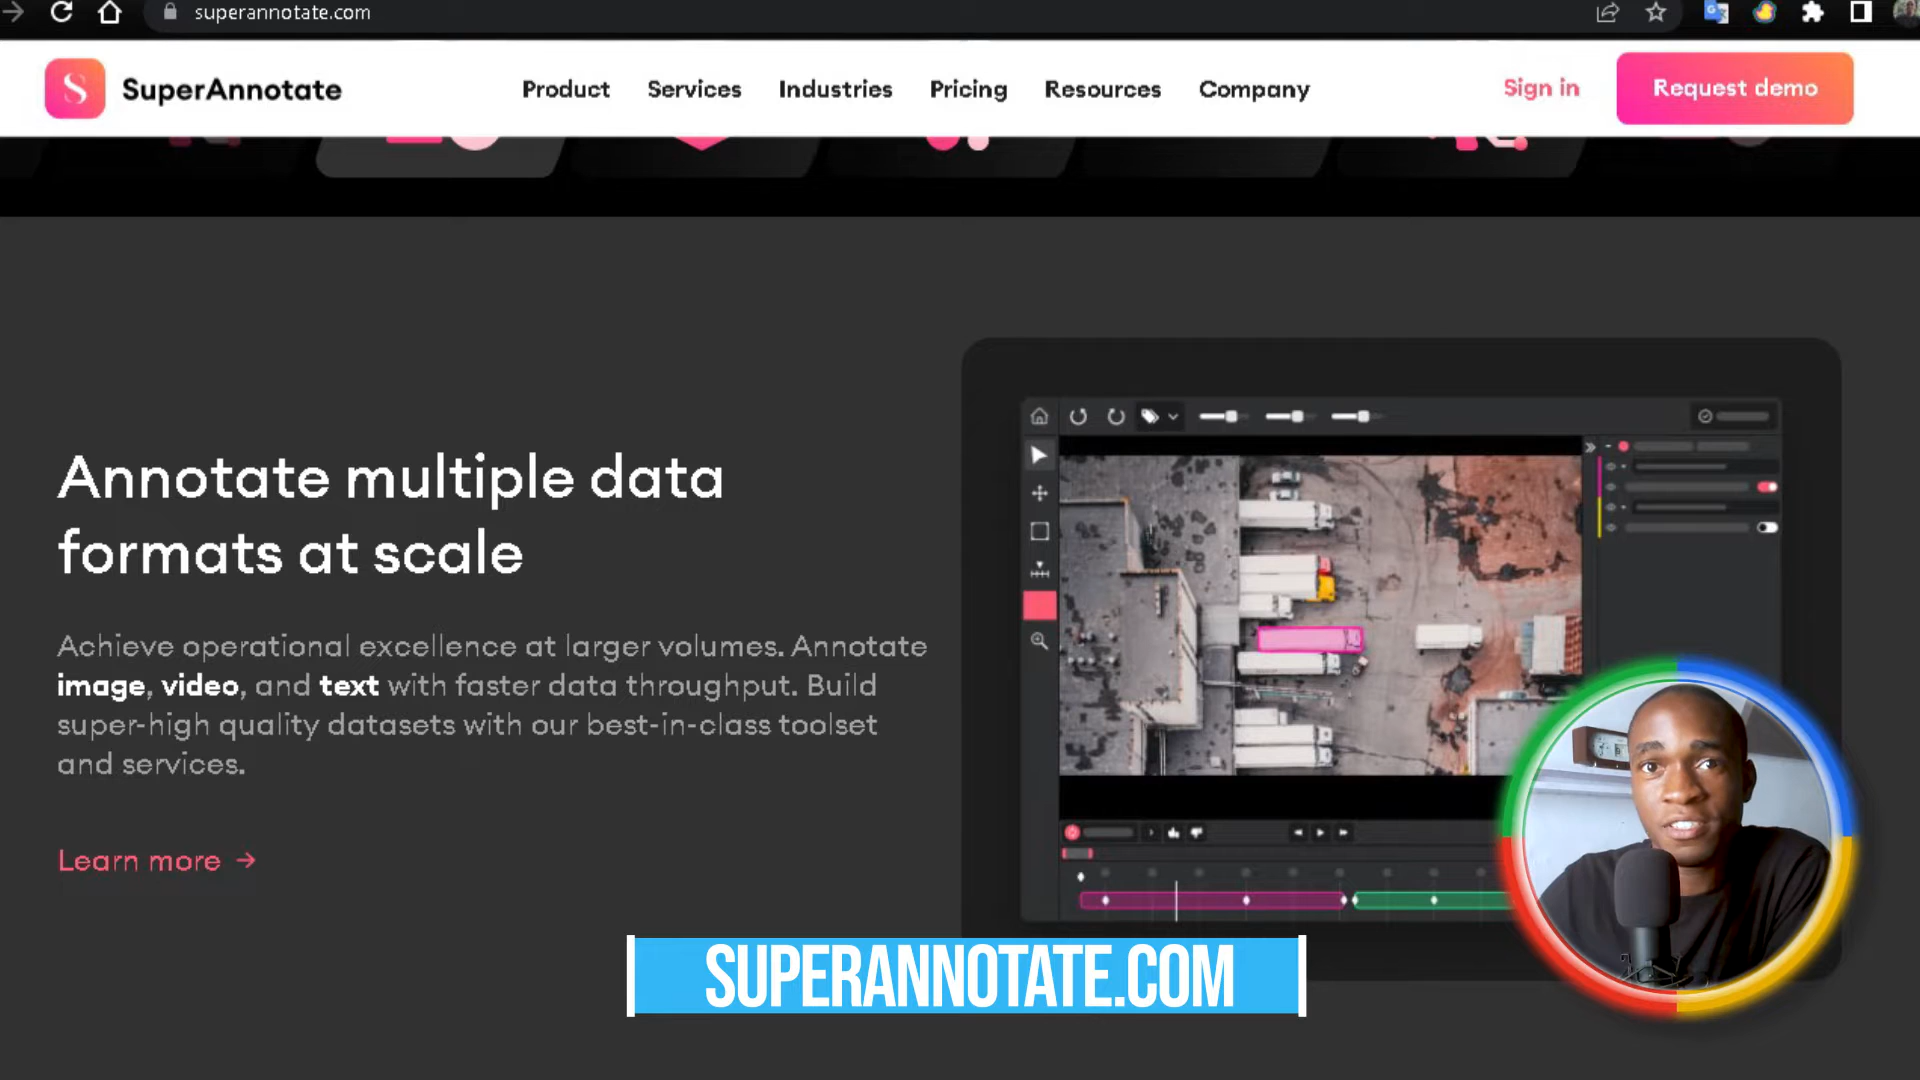 superannotate.com
SuperAnnotate
Product
Services
Industries
Pricing
Resources
Company
Sign in
Request demo
Annotate multiple data
formats at scale
Achieve operational excellence at larger volumes. Annotate
image, video, and text with faster data throughput. Build
super-high quality datasets with our best-in-class toolset
and services.
Learn more →
SUPERANNOTATE.COM